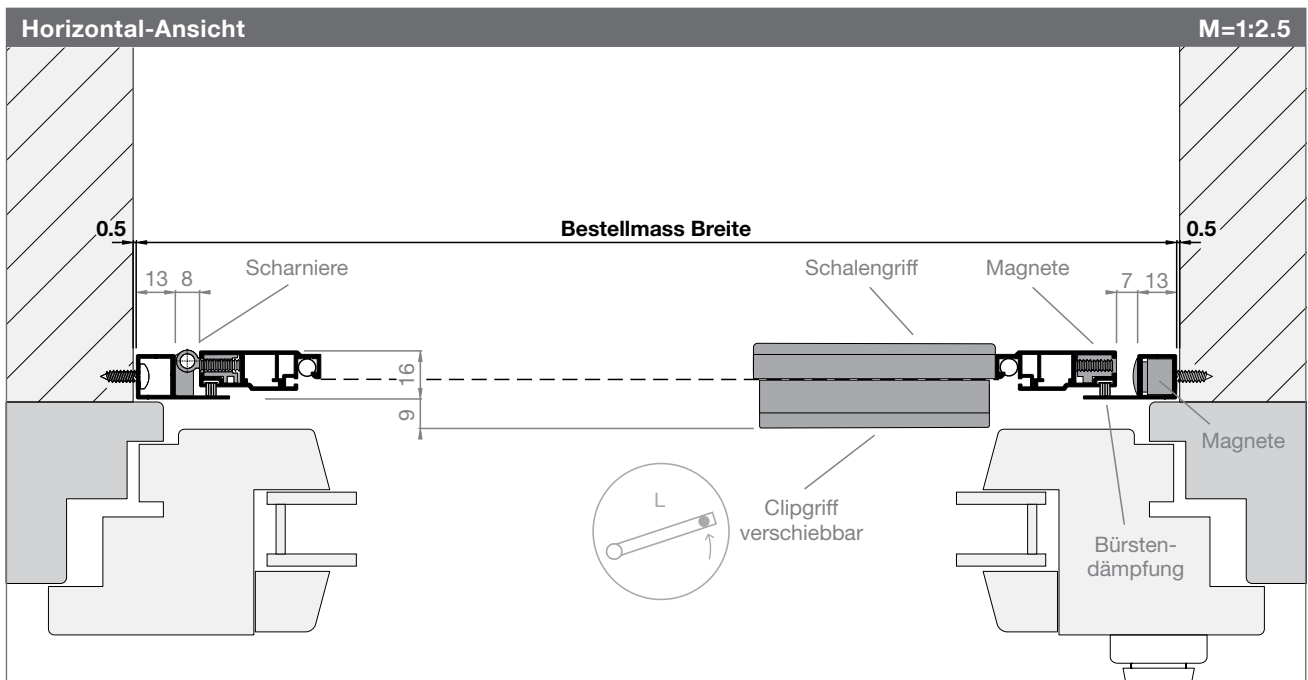 Horizontal-Ansicht M=1:2.5
0.5 Bestellmass Breite 0.5
13 8 Scharniere Schalengriff Magnete 7 13
16
9
Magnete
L
Clipgriff
verschiebbar
Bürsten-
dämpfung